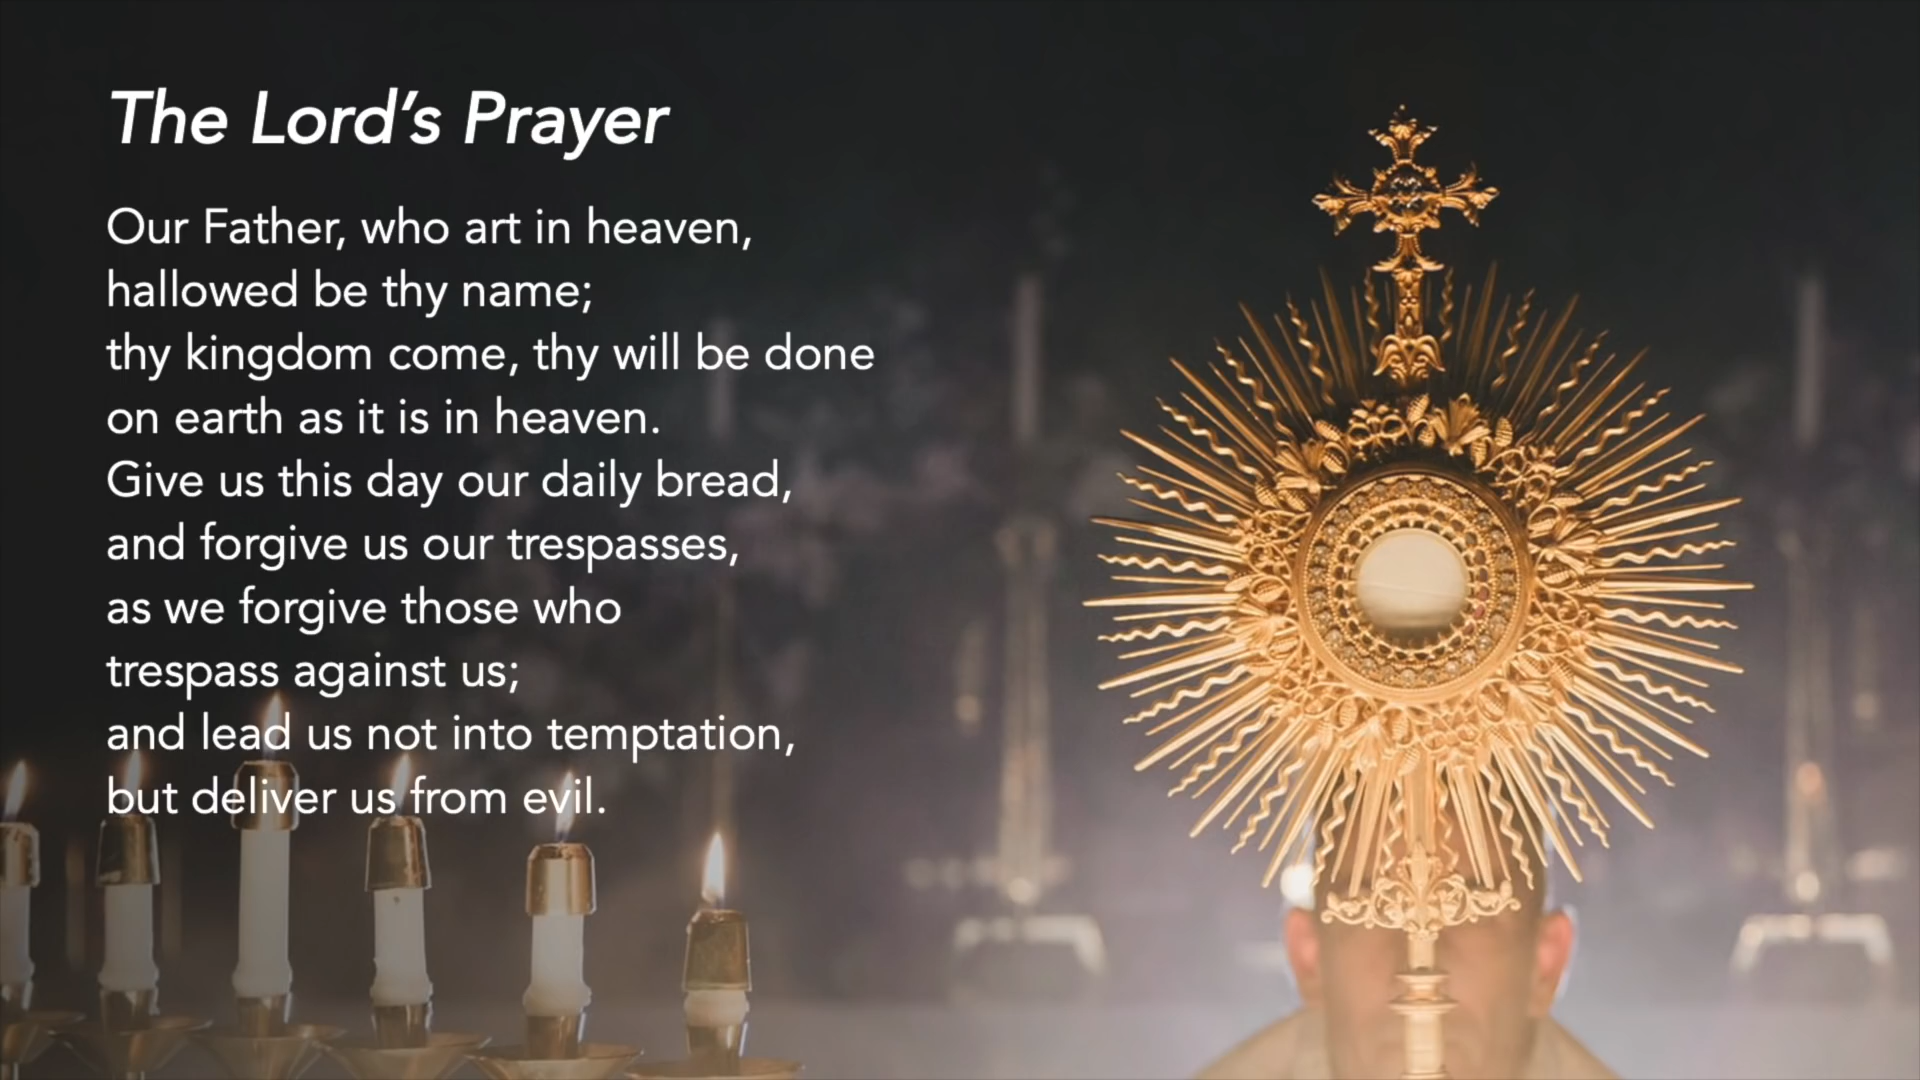 The Lord’s Prayer
Our Father, who art in heaven,
hallowed be thy name;
thy kingdom come, thy will be done
on earth as it is in heaven.
Give us this day our daily bread,
and forgive us our trespasses,
as we forgive those who
trespass against us;
and lead us not into temptation,
but deliver us from evil.